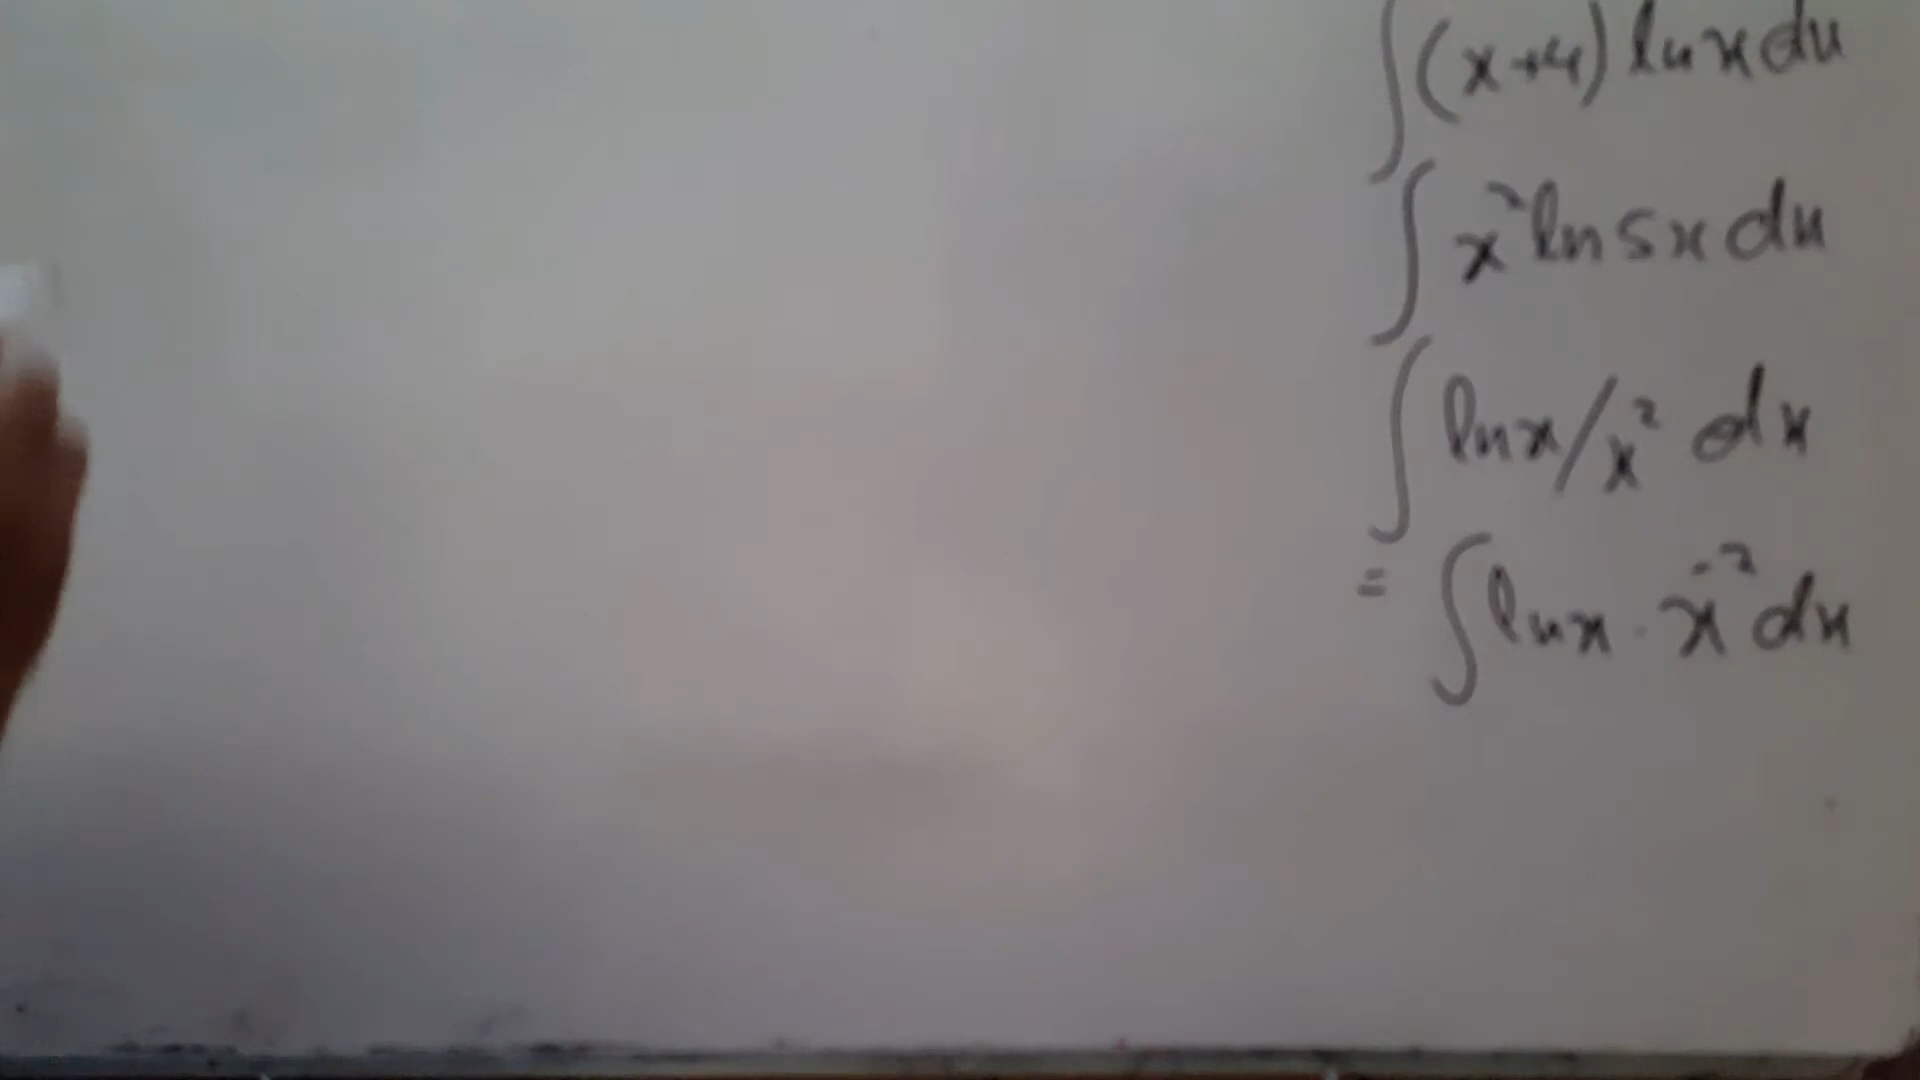 ∫(x+4) ln x dx
∫ x² ln 5x dx
∫ ln x / x² dx
= ∫ ln x · x⁻² dx